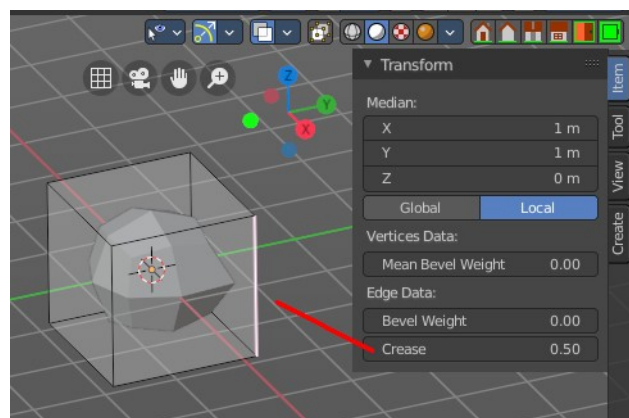 Transform
Median:
X 1 m
Y 1 m
Z 0 m
Global Local
Vertices Data:
Mean Bevel Weight 0.00
Edge Data:
Bevel Weight 0.00
Crease 0.50
Item
Tool
View
Create
Z
Y
X